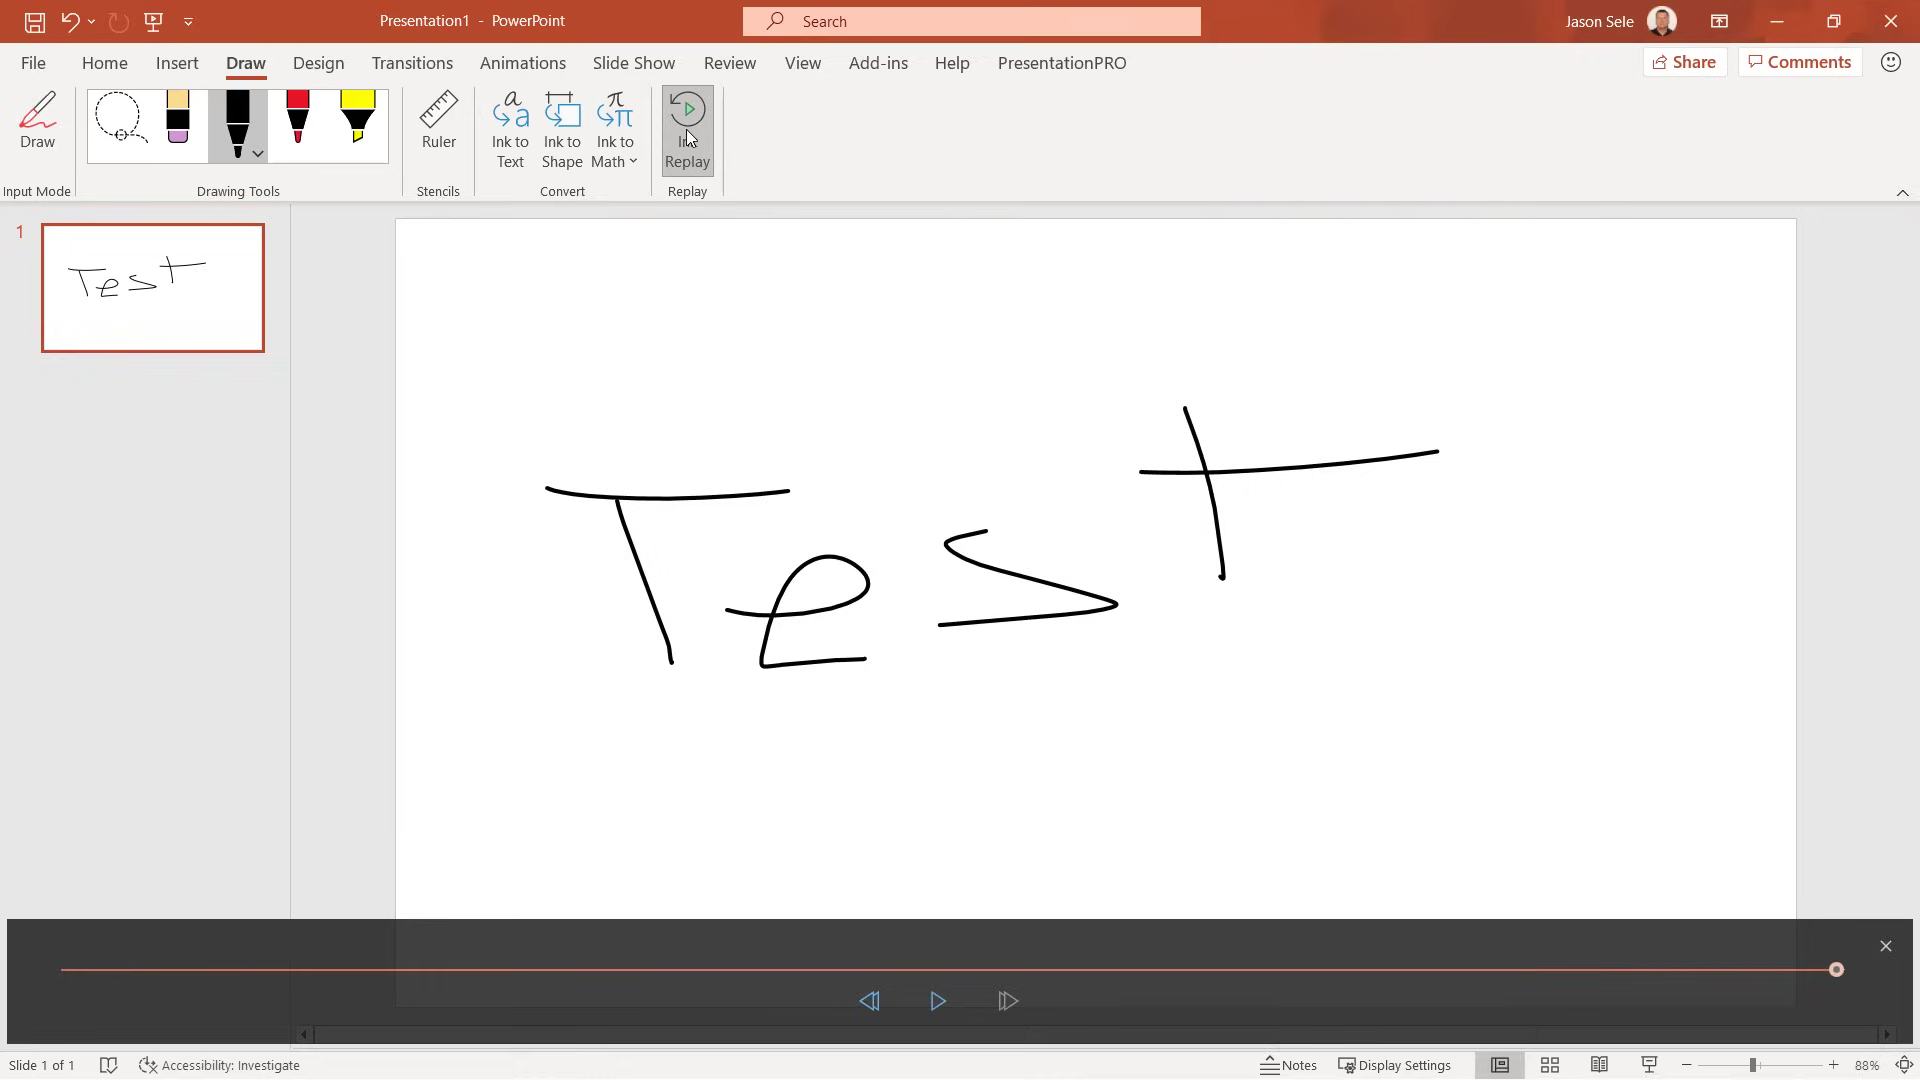 Presentation1 - PowerPoint
Search
Jason Sele
File Home Insert Draw Design Transitions Animations Slide Show Review View Add-ins Help PresentationPRO Share Comments
Draw
Ruler
Ink to Text
Ink to Shape
Ink to Math
Ink Replay
Input Mode Drawing Tools Stencils Convert Replay
1
Test
Test
Slide 1 of 1 Accessibility: Investigate Notes Display Settings 88%